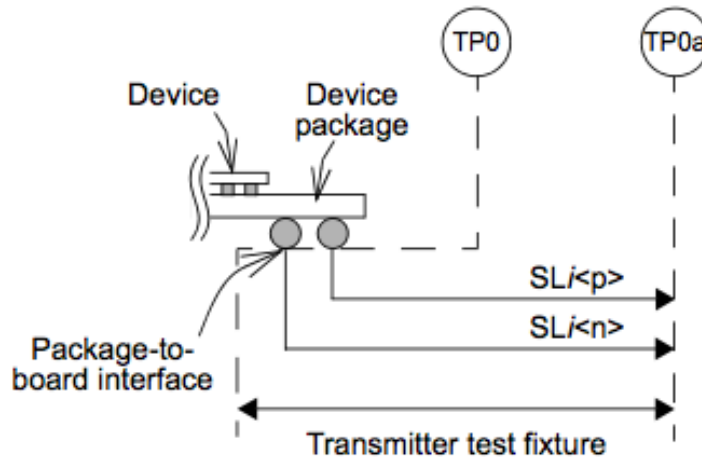 TP0
TP0a
Device
Device
package
SLi<p>
SLi<n>
Package-to-
board interface
Transmitter test fixture